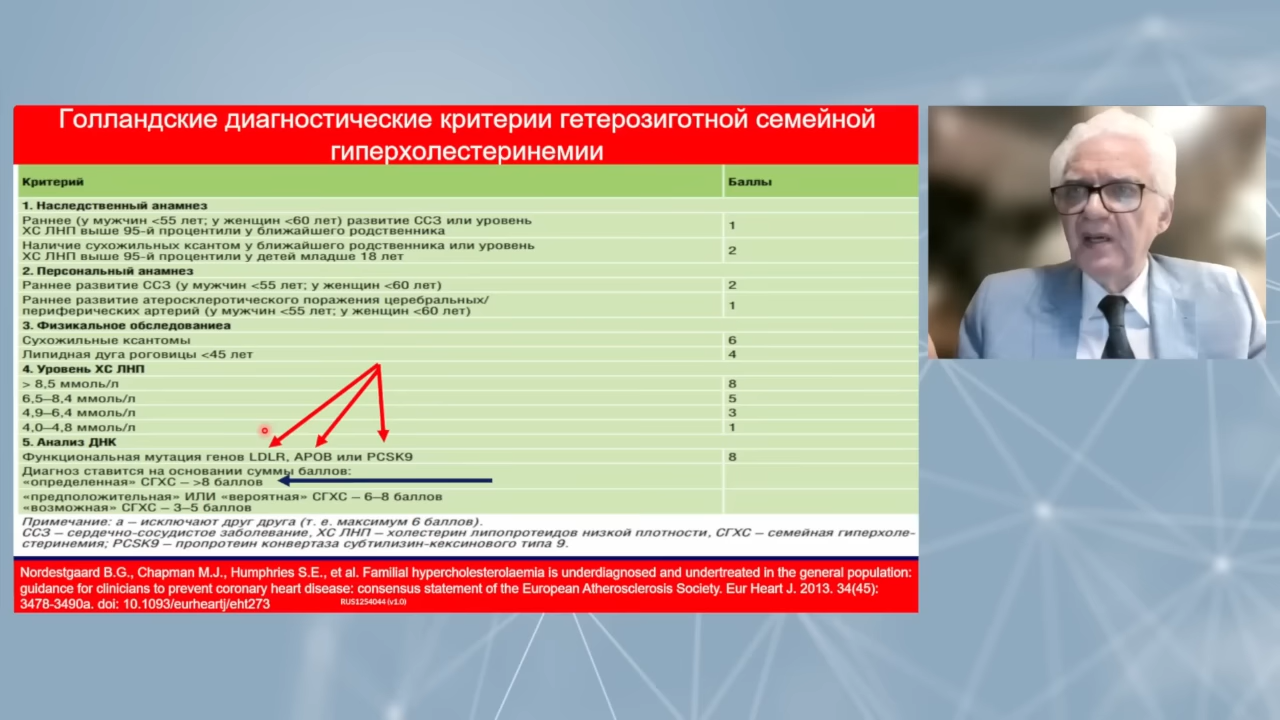 Голландские диагностические критерии гетерозиготной семейной
гиперхолестеринемии
Критерий
Баллы
1. Наследственный анамнез
Раннее (у мужчин <55 лет; у женщин <60 лет) развитие ССЗ или уровень
ХС ЛНП выше 95-й процентили у ближайшего родственника
1
Наличие сухожильных ксантом у ближайшего родственника или уровень
ХС ЛНП выше 95-й процентили у детей младше 18 лет
2
2. Персональный анамнез
Раннее развитие ССЗ (у мужчин <55 лет; у женщин <60 лет)
2
Раннее развитие атеросклеротического поражения церебральных/
периферических артерий (у мужчин <55 лет; у женщин <60 лет)
1
3. Физикальное обследованиеа
Сухожильные ксантомы
6
Липидная дуга роговицы <45 лет
4
4. Уровень ХС ЛНП
> 8,5 ммоль/л
8
6,5–8,4 ммоль/л
5
4,9–6,4 ммоль/л
3
4,0–4,8 ммоль/л
1
5. Анализ ДНК
Функциональная мутация генов LDLR, APOB или PCSK9
8
Диагноз ставится на основании суммы баллов:
«определенная» СГХС – >8 баллов
«предположительная» ИЛИ «вероятная» СГХС – 6–8 баллов
«возможная» СГХС – 3–5 баллов
Примечание: а – исключают друг друга (т. е. максимум 6 баллов).
ССЗ – сердечно-сосудистое заболевание, ХС ЛНП – холестерин липопротеидов низкой плотности, СГХС – семейная гиперхоле-
стеринемия; PCSK9 – пропротеин конвертаза субтилизин-кексинового типа 9.
Nordestgaard B.G., Chapman M.J., Humphries S.E., et al. Familial hypercholesterolaemia is underdiagnosed and undertreated in the general population:
guidance for clinicians to prevent coronary heart disease: consensus statement of the European Atherosclerosis Society. Eur Heart J. 2013. 34(45):
3478-3490a. doi: 10.1093/eurheartj/eht273
RUS1254044 (v1.0)